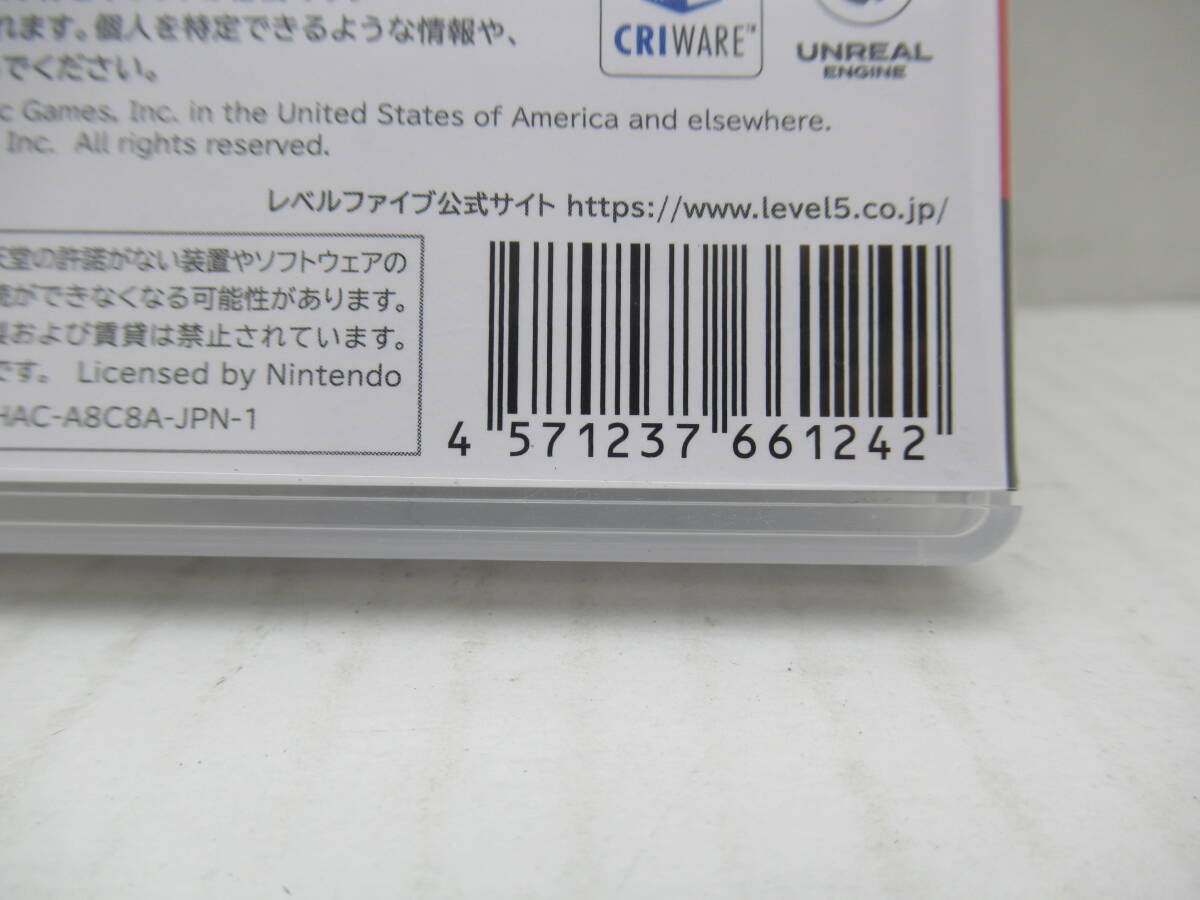 れます。個人を特定できるような情報や、
でください。
CRIWARE™
UNREAL
ENGINE
c Games, Inc. in the United States of America and elsewhere.
Inc. All rights reserved.
レベルファイブ公式サイト https://www.level5.co.jp/
天堂の許諾がない装置やソフトウェアの
ができなくなる可能性があります。
および賃貸は禁止されています。
です。 Licensed by Nintendo
HAC-A8C8A-JPN-1
4 571237 661242